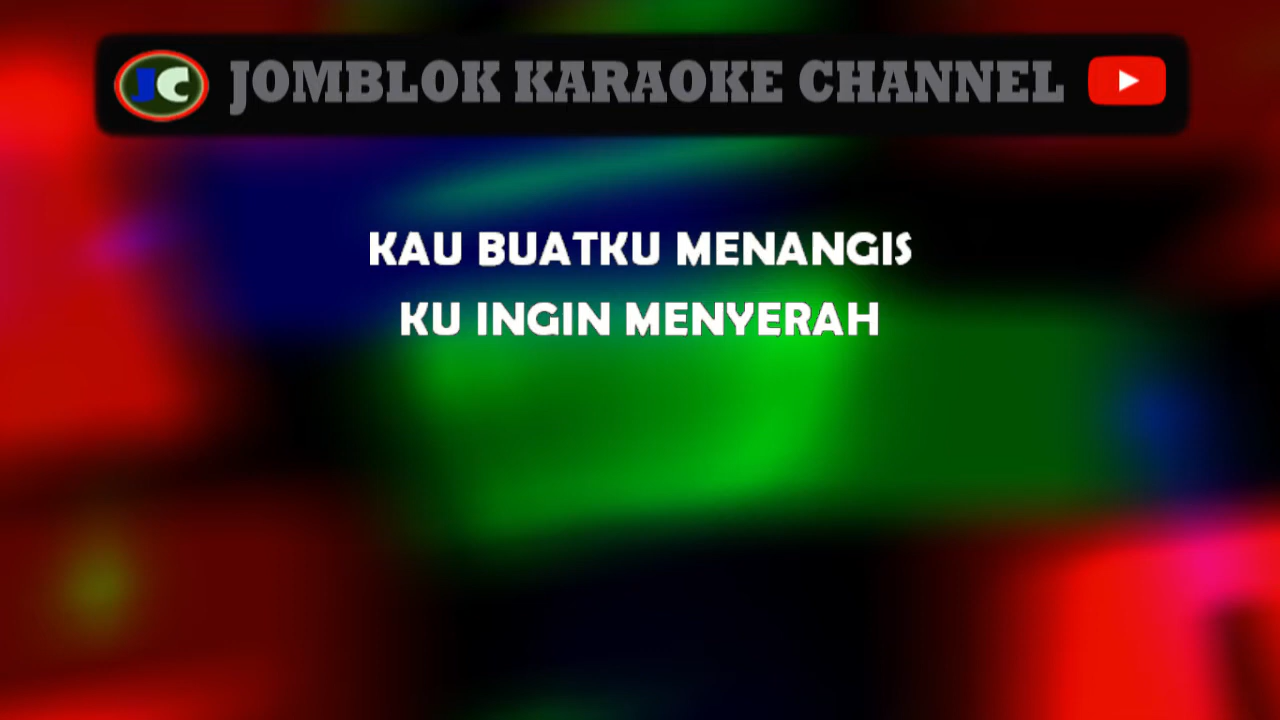 JC JOMBLOK KARAOKE CHANNEL
KAU BUATKU MENANGIS
KU INGIN MENYERAH